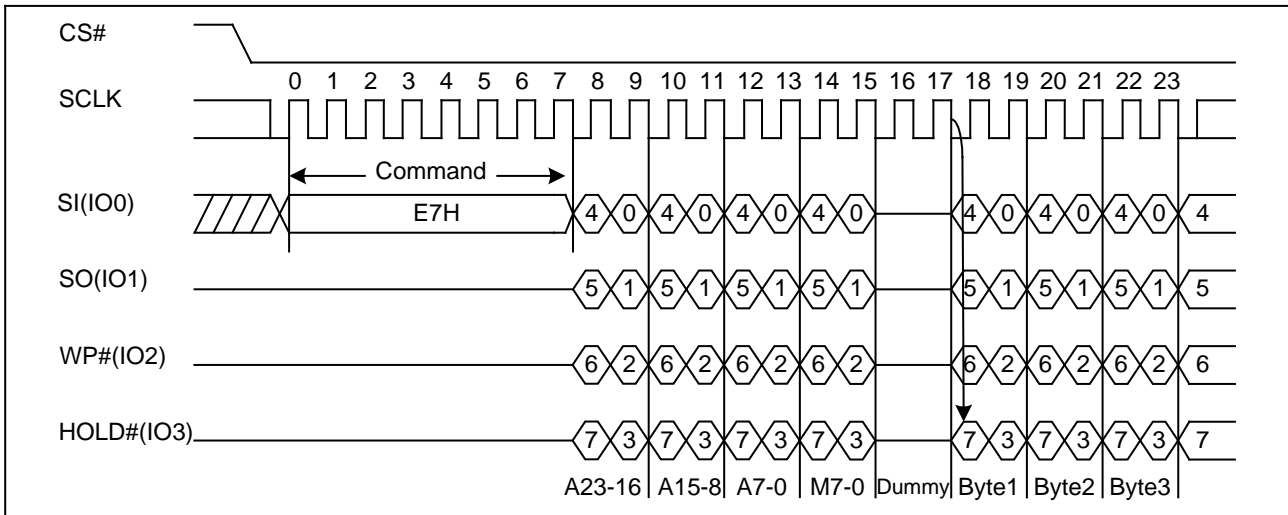 CS#
0 1 2 3 4 5 6 7 8 9 10 11 12 13 14 15 16 17 18 19 20 21 22 23
SCLK
Command
SI(IO0)
E7H
4 0 4 0 4 0 4 0 4 0 4 0 4 0 4
SO(IO1)
5 1 5 1 5 1 5 1 5 1 5 1 5 1 5
WP#(IO2)
6 2 6 2 6 2 6 2 6 2 6 2 6 2 6
HOLD#(IO3)
7 3 7 3 7 3 7 3 7 3 7 3 7 3 7
A23-16 A15-8 A7-0 M7-0 Dummy Byte1 Byte2 Byte3